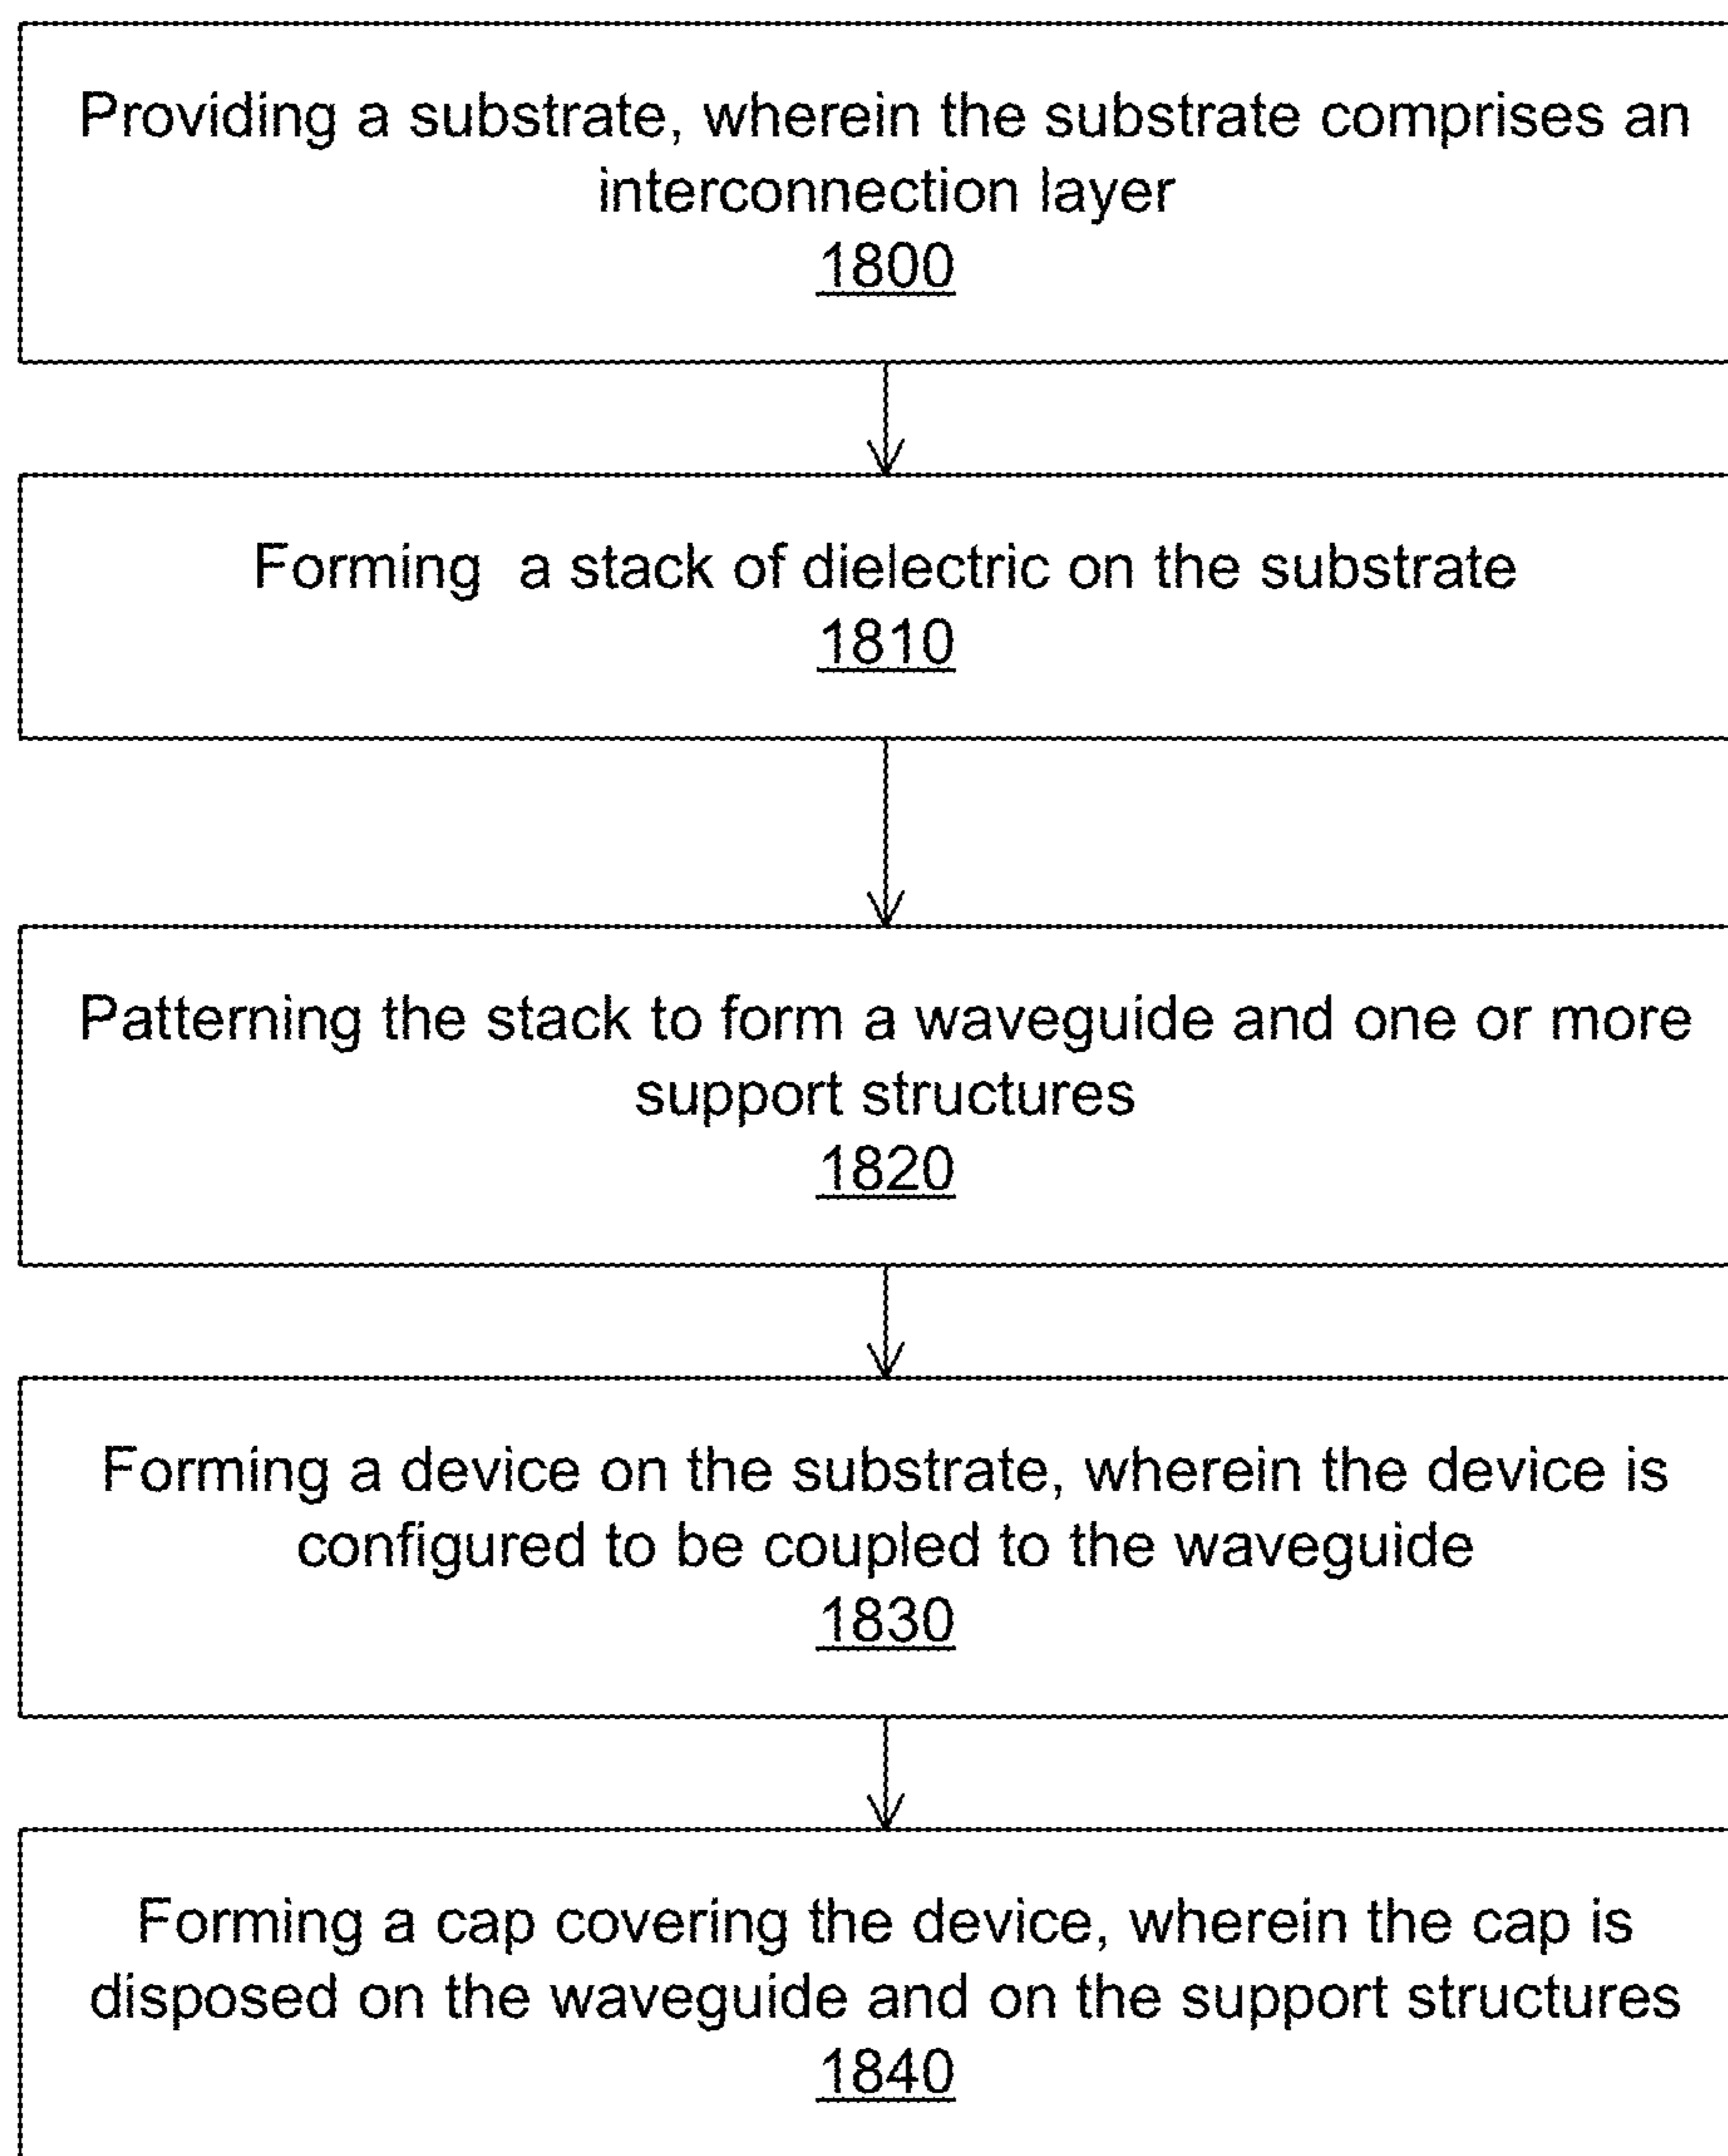 Providing a substrate, wherein the substrate comprises an
interconnection layer
1800
Forming  a stack of dielectric on the substrate
1810
Patterning the stack to form a waveguide and one or more
support structures
1820
Forming a device on the substrate, wherein the device is
configured to be coupled to the waveguide
1830
Forming a cap covering the device, wherein the cap is
disposed on the waveguide and on the support structures
1840